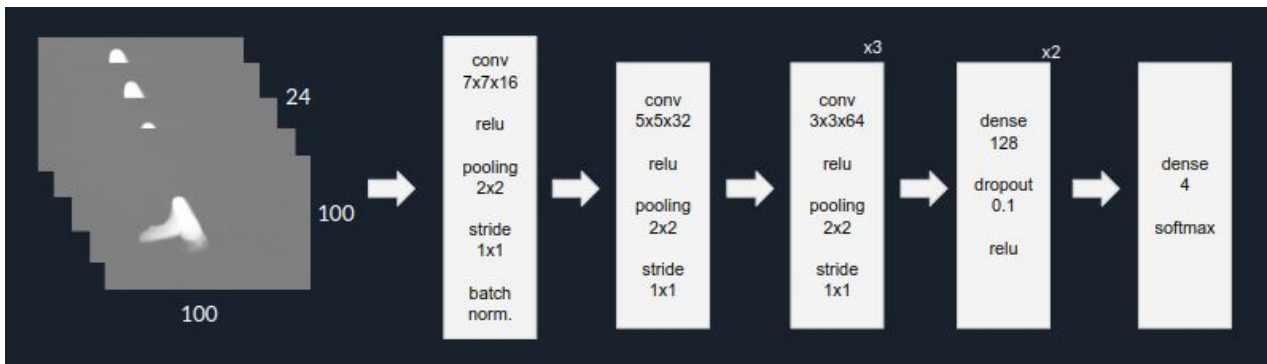 24
100
100
conv
7x7x16
relu
pooling
2x2
stride
1x1
batch
norm.
conv
5x5x32
relu
pooling
2x2
stride
1x1
x3
conv
3x3x64
relu
pooling
2x2
stride
1x1
x2
dense
128
dropout
0.1
relu
dense
4
softmax